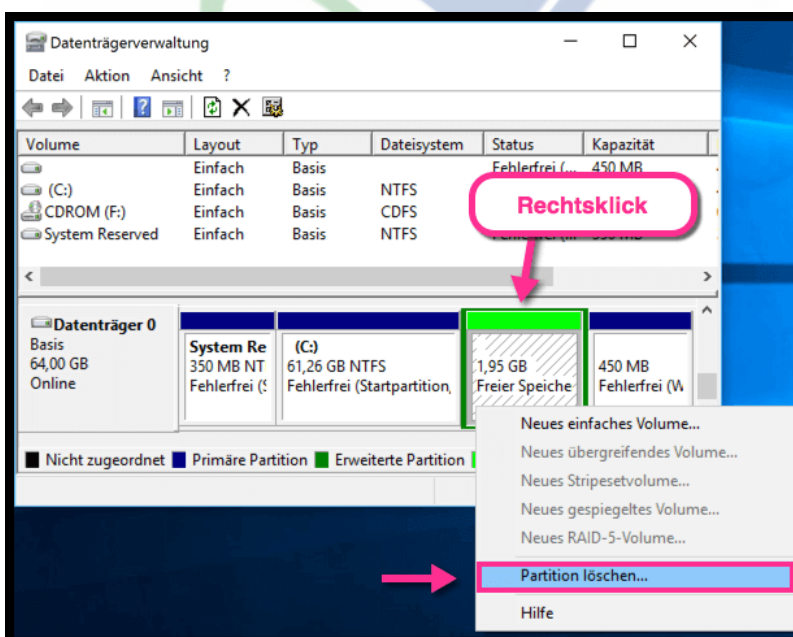 Datenträgerverwaltung
Datei Aktion Ansicht ?
Volume Layout Typ Dateisystem Status Kapazität
Einfach Basis Fehlerfrei (... 450 MB
(C:) Einfach Basis NTFS
CDROM (F:) Einfach Basis CDFS
System Reserved Einfach Basis NTFS
Rechtsklick
Datenträger 0
Basis
64,00 GB
Online
System Re
350 MB NT
Fehlerfrei (S
(C:)
61,26 GB NTFS
Fehlerfrei (Startpartition,
1,95 GB
Freier Speiche
450 MB
Fehlerfrei (W
Nicht zugeordnet Primäre Partition Erweiterte Partition
Neues einfaches Volume...
Neues übergreifendes Volume...
Neues Stripesetvolume...
Neues gespiegeltes Volume...
Neues RAID-5-Volume...
Partition löschen...
Hilfe